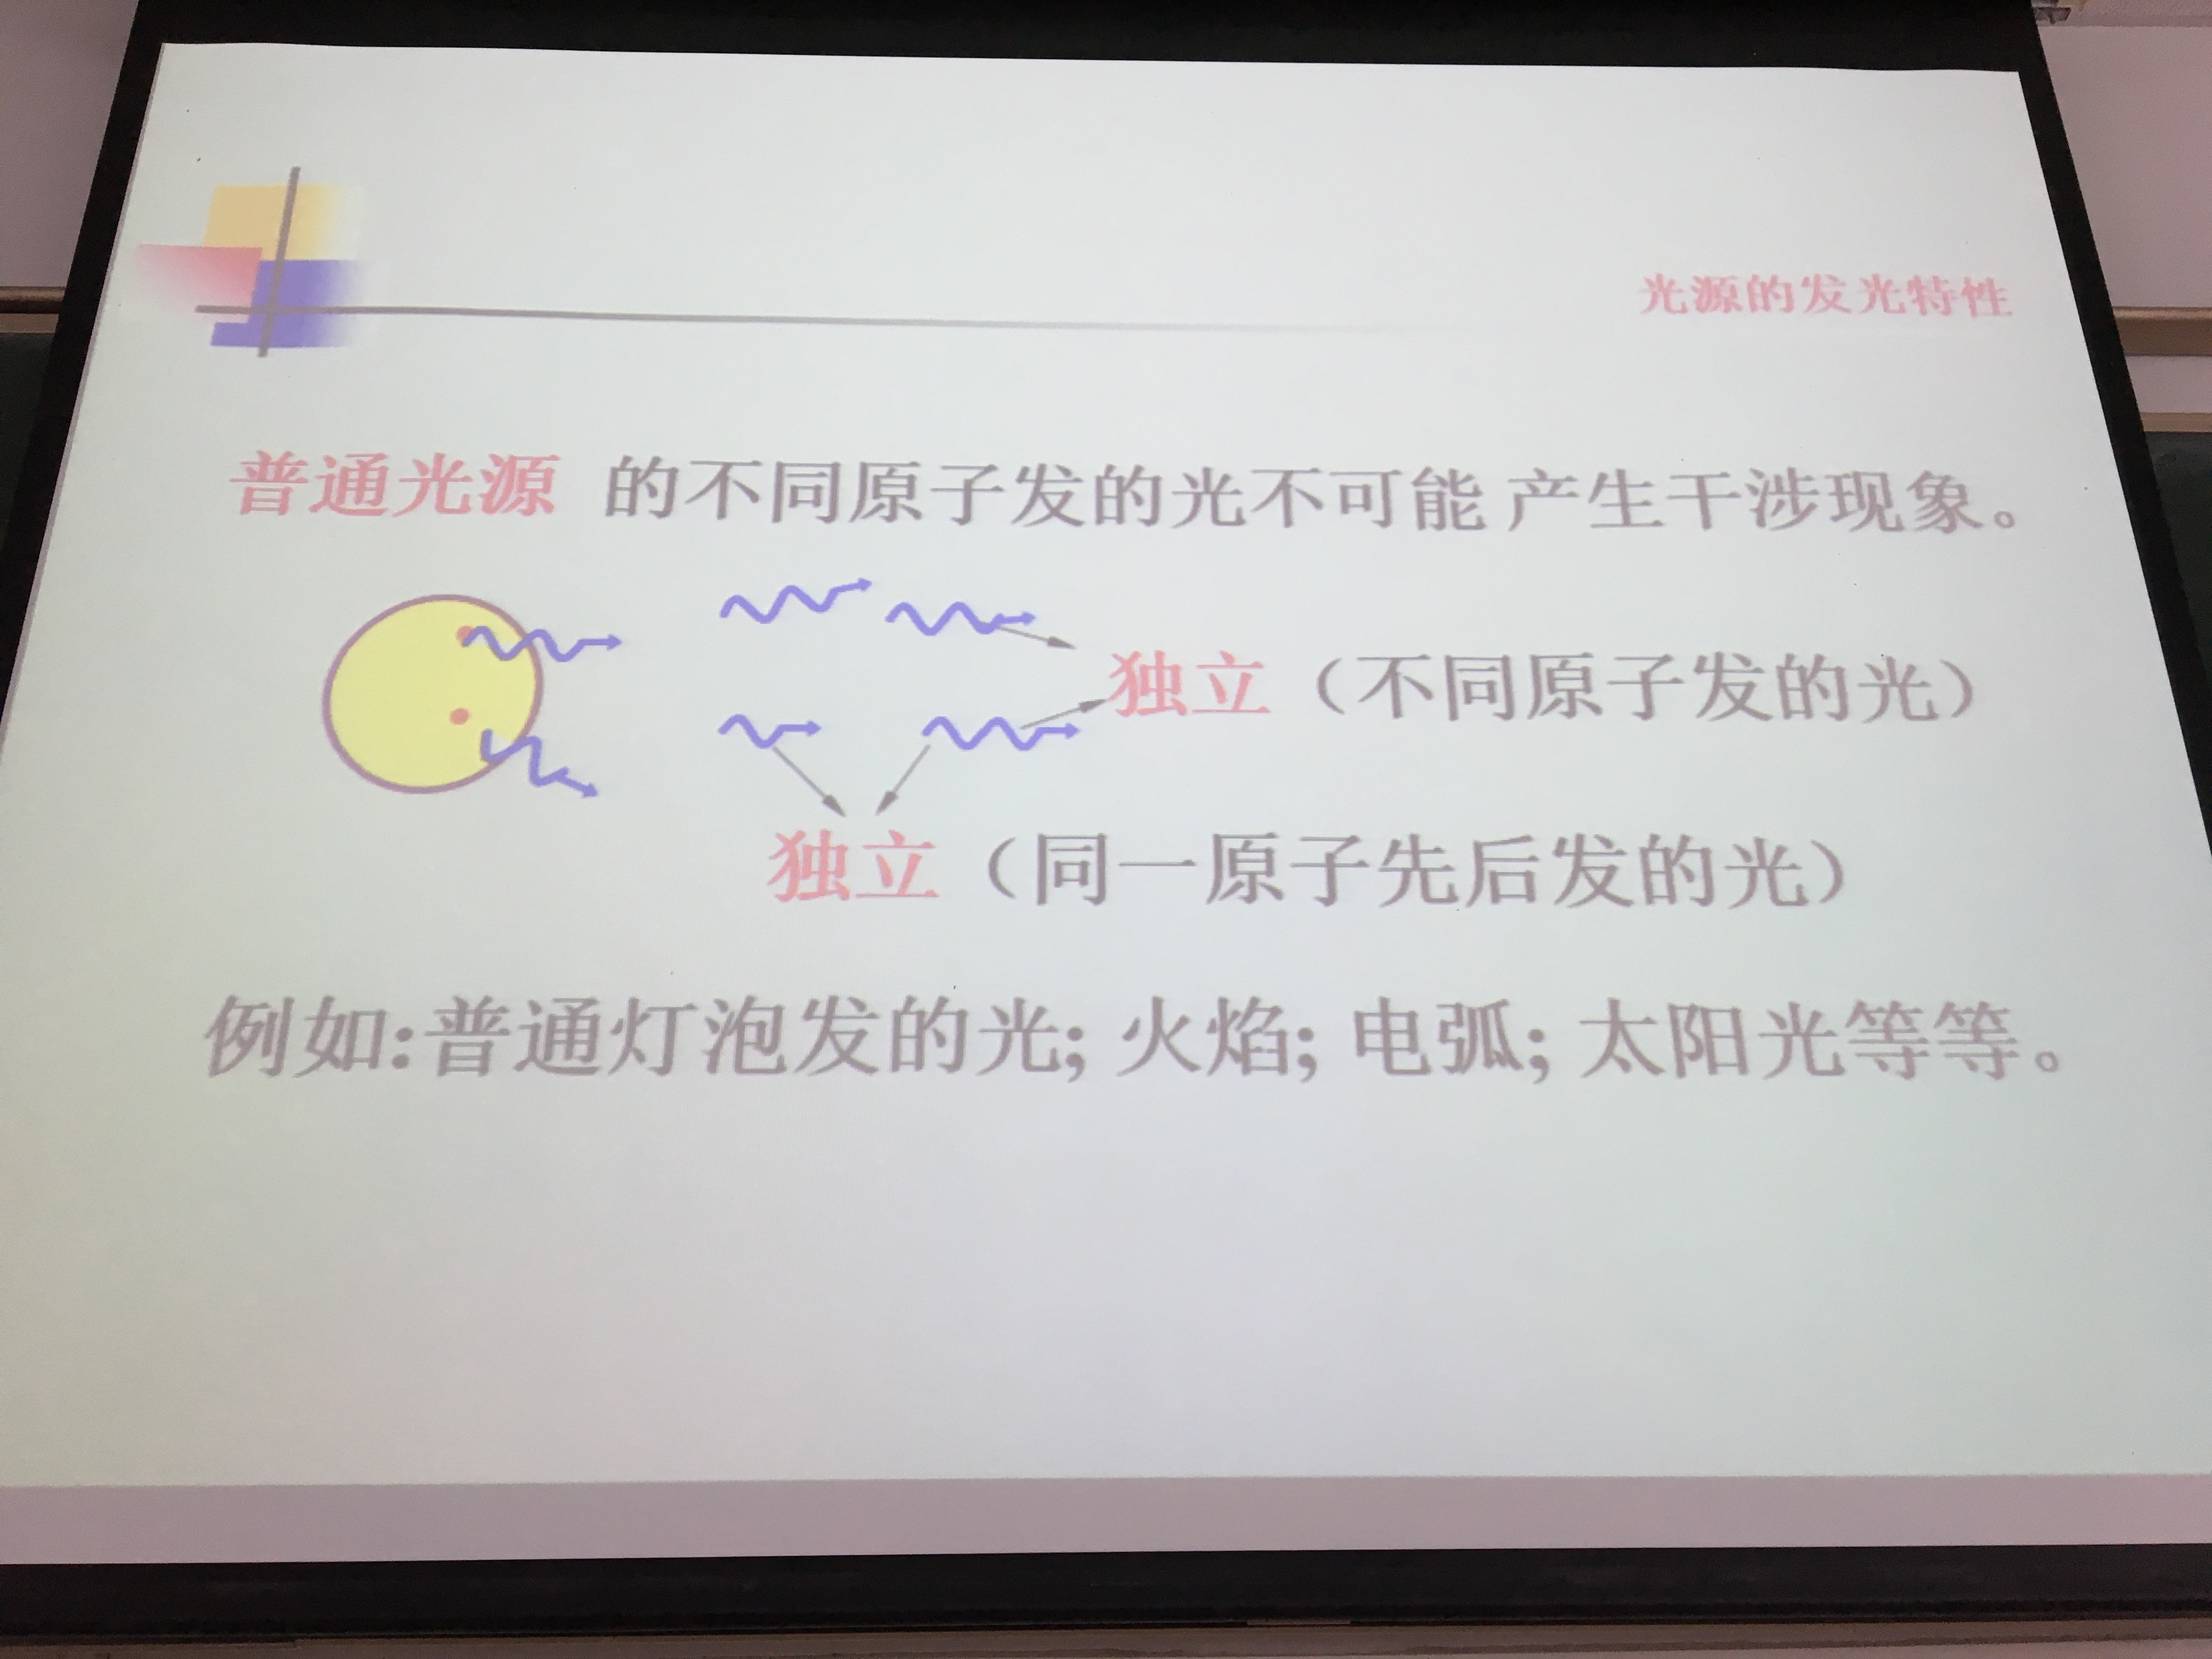 光源的发光特性
普通光源 的不同原子发的光不可能 产生干涉现象。
独立（不同原子发的光）
独立（同一原子先后发的光）
例如:普通灯泡发的光; 火焰; 电弧; 太阳光等等。